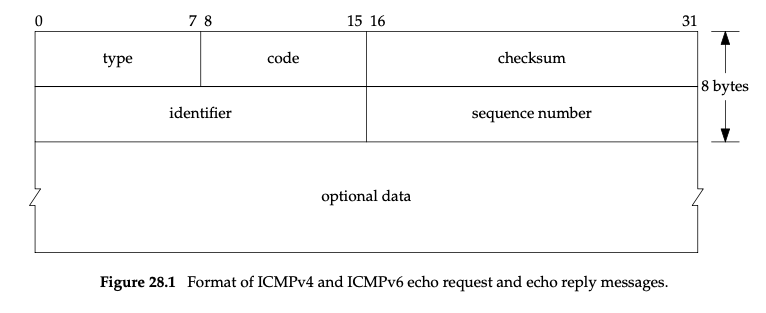 0 7 8 15 16 31
type code checksum
8 bytes
identifier sequence number
optional data
Figure 28.1 Format of ICMPv4 and ICMPv6 echo request and echo reply messages.